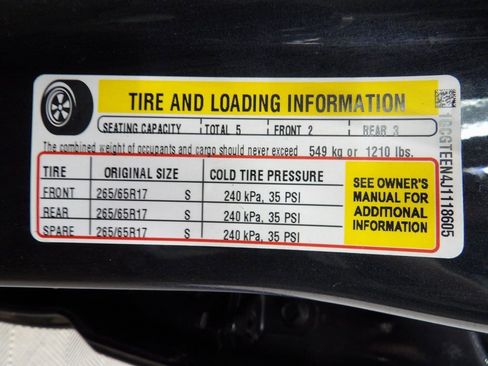 TIRE AND LOADING INFORMATION
SEATING CAPACITY TOTAL 5 FRONT 2 REAR 3
The combined weight of occupants and cargo should never exceed 549 kg or 1210 lbs.
TIRE ORIGINAL SIZE COLD TIRE PRESSURE
FRONT 265/65R17 S 240 kPa, 35 PSI
REAR 265/65R17 S 240 kPa, 35 PSI
SPARE 265/65R17 S 240 kPa, 35 PSI
SEE OWNER'S
MANUAL FOR
ADDITIONAL
INFORMATION